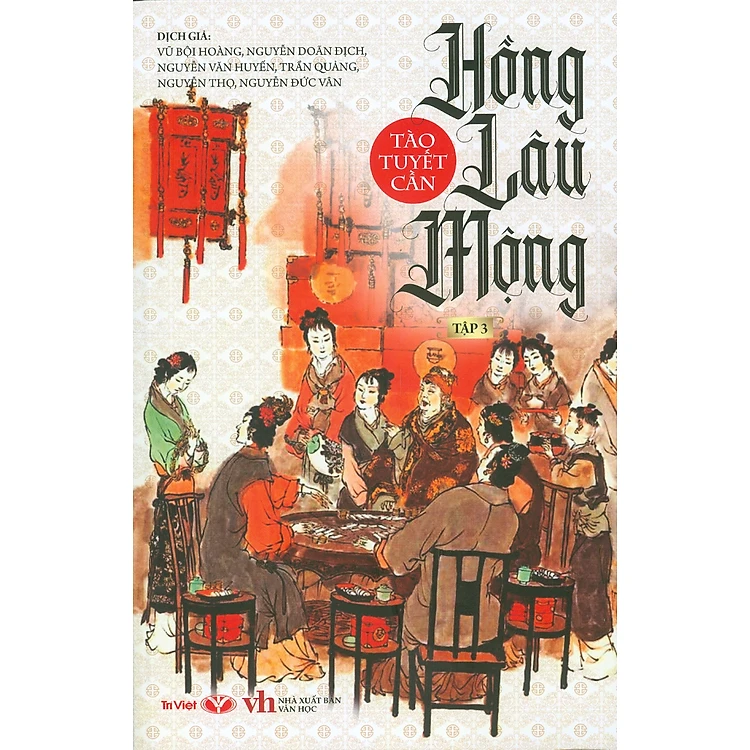 DỊCH GIẢ:
VŨ BỘI HOÀNG, NGUYỄN DOÃN ĐỊCH,
NGUYỄN VĂN HUYẾN, TRẦN QUẢNG,
NGUYỄN THỌ, NGUYỄN ĐỨC VÂN
Hồng
TÀO
TUYẾT
CẦN
Lâu
Mộng
TẬP 3
Trí Việt
vh
NHÀ XUẤT BẢN
VĂN HỌC